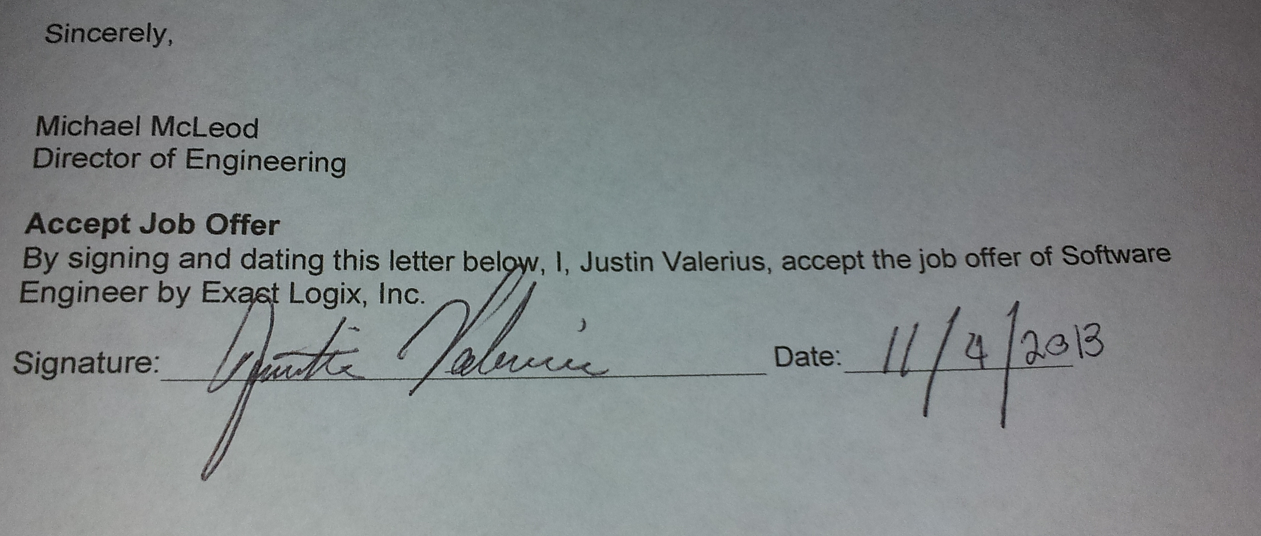 Sincerely,
Michael McLeod
Director of Engineering
Accept Job Offer
By signing and dating this letter below, I, Justin Valerius, accept the job offer of Software
Engineer by Exact Logix, Inc.
Signature: Justin Valerius Date: 11/4/2013